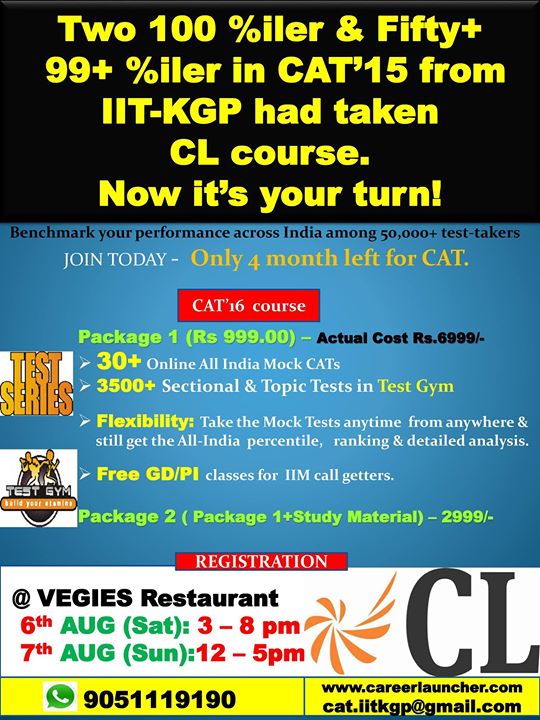 Two 100 %iler & Fifty+
99+ %iler in CAT’15 from
IIT-KGP had taken
CL course.
Now it’s your turn!
Benchmark your performance across India among 50,000+ test-takers
JOIN TODAY - Only 4 month left for CAT.
CAT’16 course
Package 1 (Rs 999.00) – Actual Cost Rs.6999/-
TEST
SERIES
➢ 30+ Online All India Mock CATs
➢ 3500+ Sectional & Topic Tests in Test Gym
➢ Flexibility: Take the Mock Tests anytime from anywhere &
still get the All-India percentile, ranking & detailed analysis.
TEST GYM
build your stamina
➢ Free GD/PI classes for IIM call getters.
Package 2 ( Package 1+Study Material) – 2999/-
REGISTRATION
@ VEGIES Restaurant
6th AUG (Sat): 3 – 8 pm
7th AUG (Sun):12 – 5pm
CL
9051119190
www.careerlauncher.com
cat.iitkgp@gmail.com